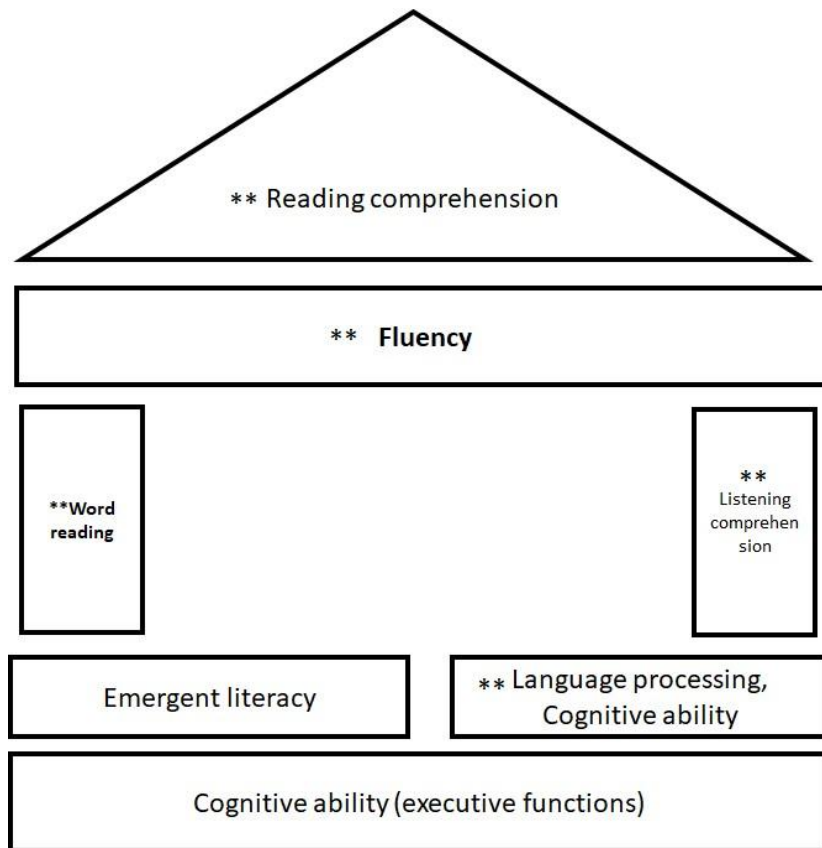 ** Reading comprehension
** Fluency
**Word
reading
**
Listening
comprehen
sion
Emergent literacy
** Language processing,
Cognitive ability
Cognitive ability (executive functions)